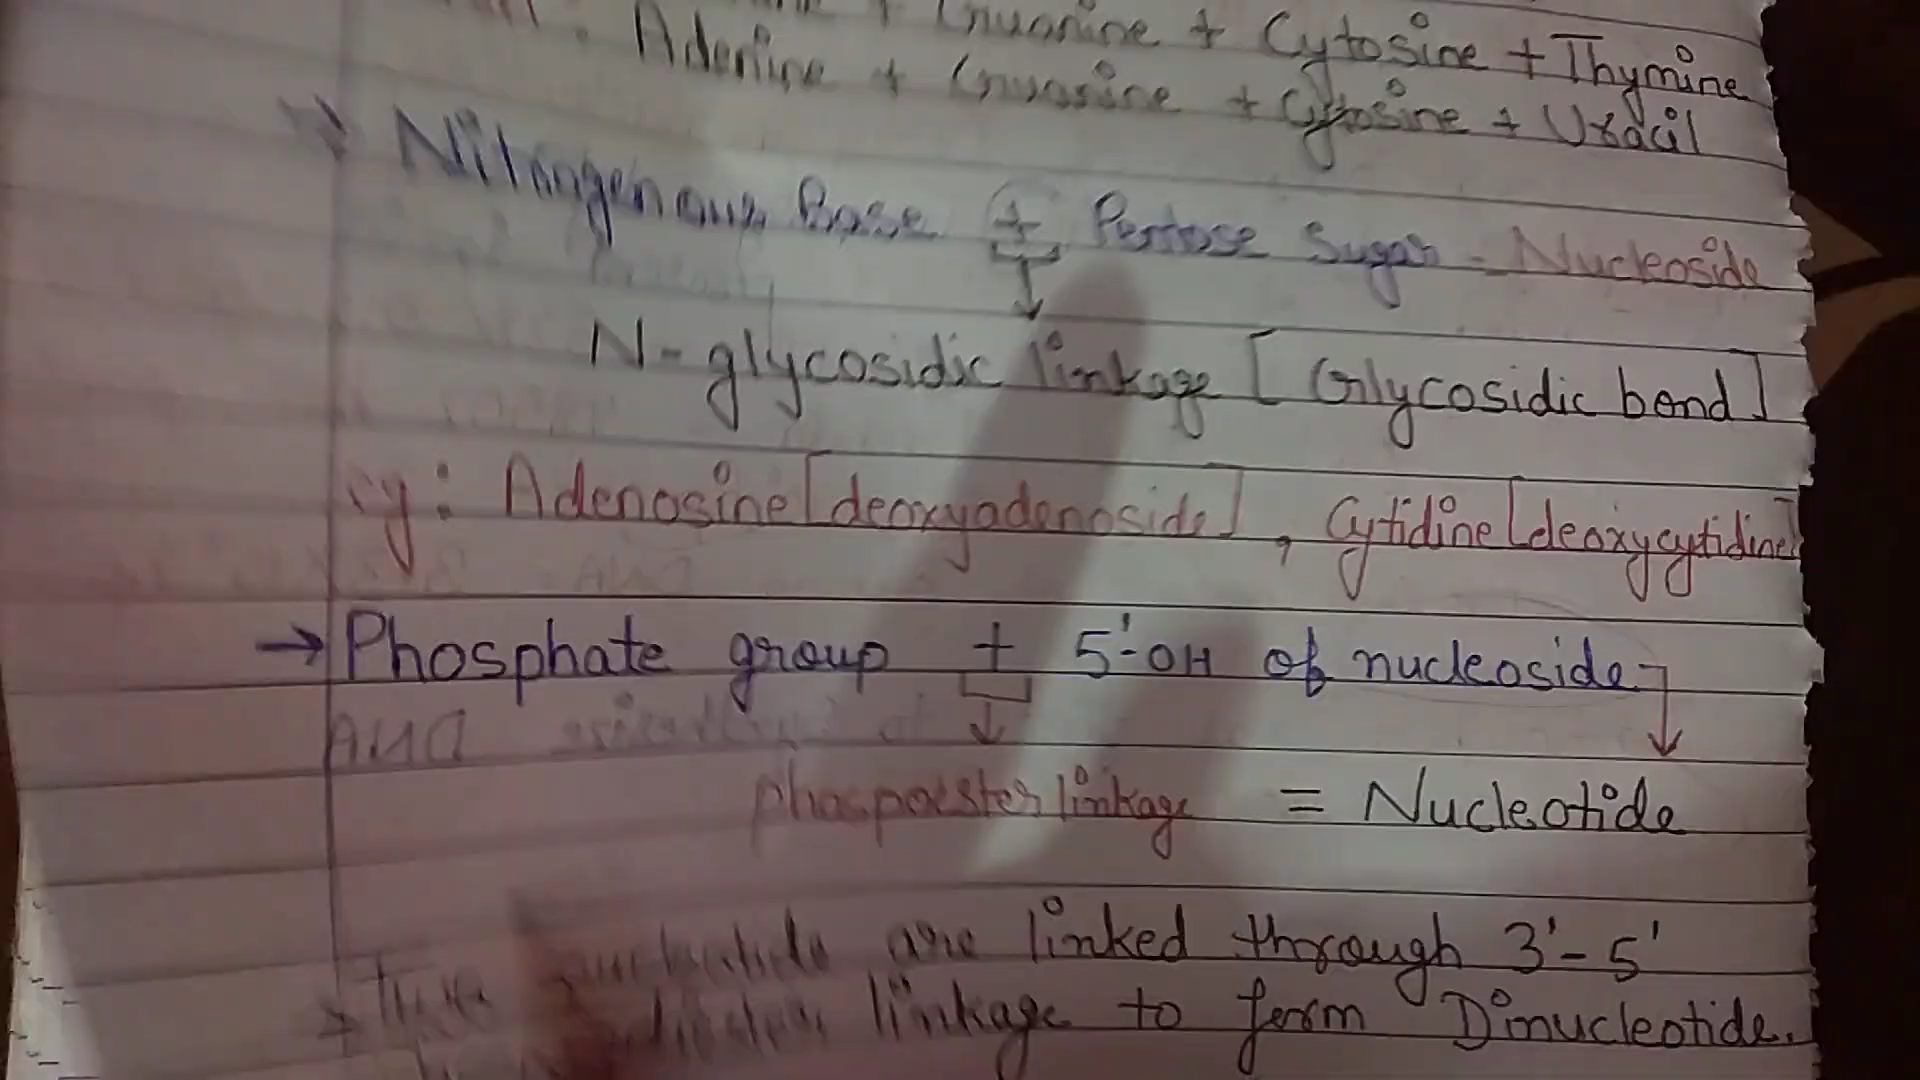 + Guanine + Cytosine + Thymine
Adenine + Guanine + Cytosine + Uracil
Nitrongenous Base + Pentose Sugar - Nucleoside
N-glycosidic linkage [Glycosidic bond]
eg: Adenosine [deoxyadenoside], Cytidine [deoxycytidine]
→ Phosphate group + 5'-OH of nucleoside
phospoester linkage = Nucleotide
nucleotide are linked through 3'-5'
linkage to form Dinucleotide.